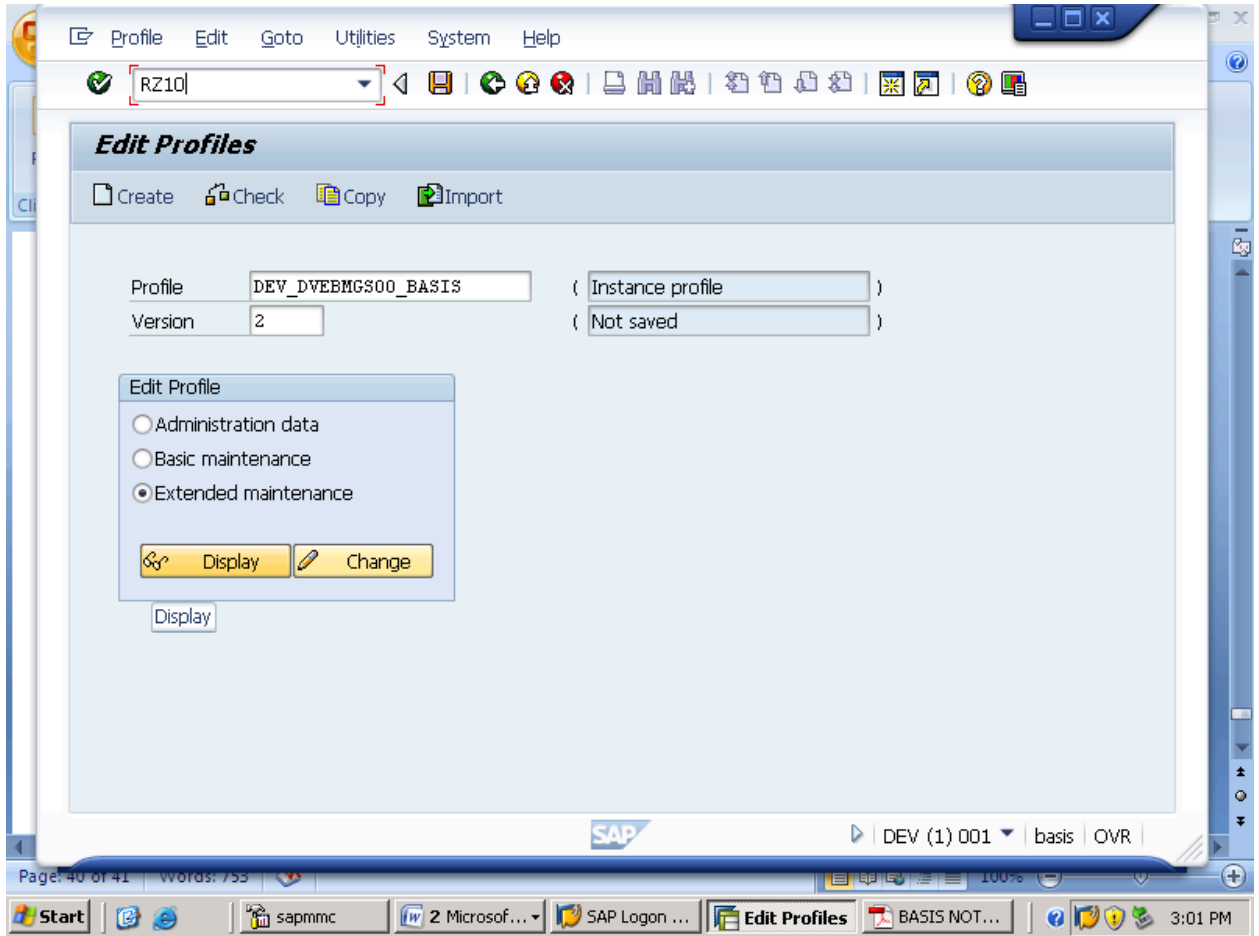 Profile Edit Goto Utilities System Help
RZ10
Edit Profiles
Create Check Copy Import
Profile DEV_DVEBMGS00_BASIS ( Instance profile )
Version 2 ( Not saved )
Edit Profile
Administration data
Basic maintenance
Extended maintenance
Display Change
Display
Cli
SAP DEV (1) 001 basis OVR
Page: 40 of 41 Words: 753 100%
Start sapmmc 2 Microsof... SAP Logon ... Edit Profiles BASIS NOT... 3:01 PM